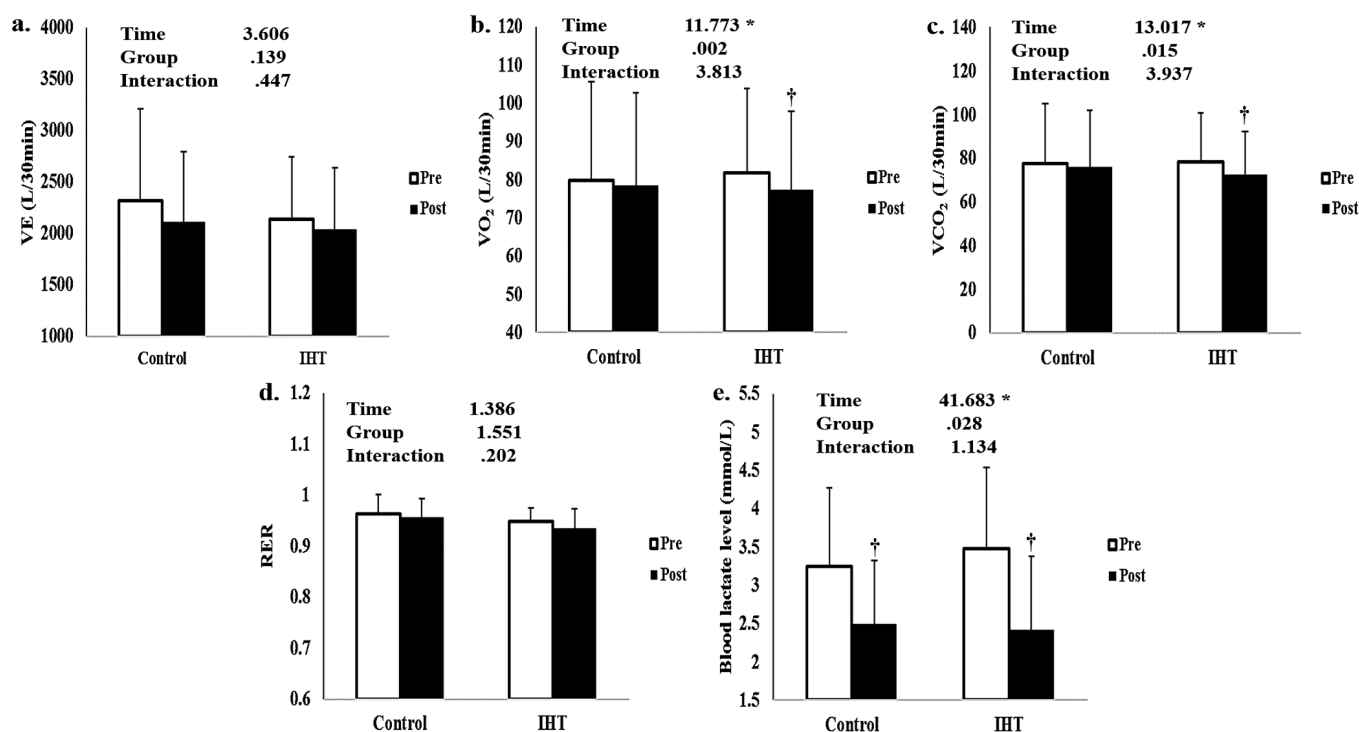 a.
Time 3.606
Group .139
Interaction .447
VE (L/30min)
4000
3500
4000
3000
2500
2000
1500
1000
Control IHT
Pre
Post
b.
Time 11.773 *
Group .002
Interaction 3.813
VO₂ (L/30min)
120
110
100
90
80
70
60
50
40
†
Control IHT
Pre
Post
c.
Time 13.017 *
Group .015
Interaction 3.937
VCO₂ (L/30min)
140
120
100
80
60
40
20
0
†
Control IHT
Pre
Post
d.
Time 1.386
Group 1.551
Interaction .202
RER
1.2
1.1
1
0.9
0.8
0.7
0.6
Control IHT
Pre
Post
e.
Time 41.683 *
Group .028
Interaction 1.134
Blood lactate level (mmol/L)
5.5
5
4.5
4
3.5
3
2.5
2
1.5
† †
Control IHT
Pre
Post